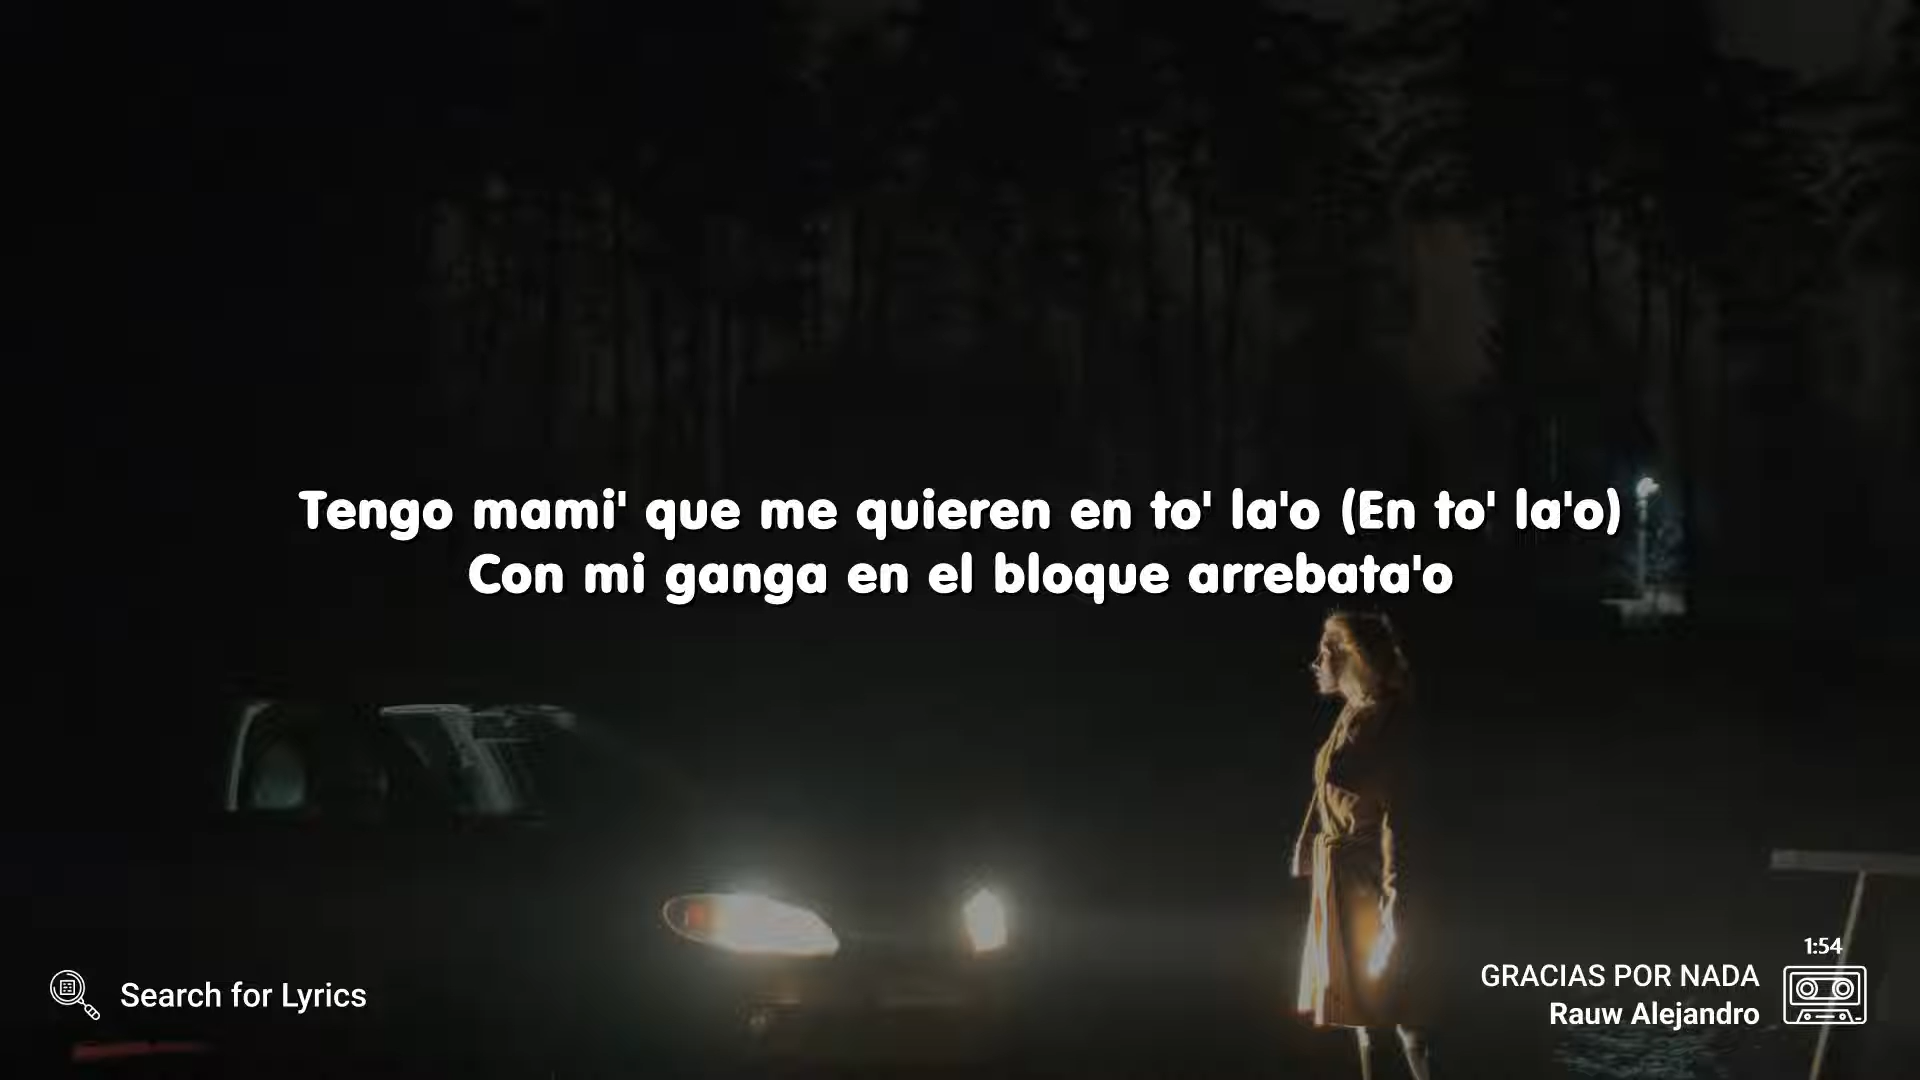 Tengo mami' que me quieren en to' la'o (En to' la'o)
Con mi ganga en el bloque arrebata'o
1:54
Search for Lyrics
GRACIAS POR NADA
Rauw Alejandro